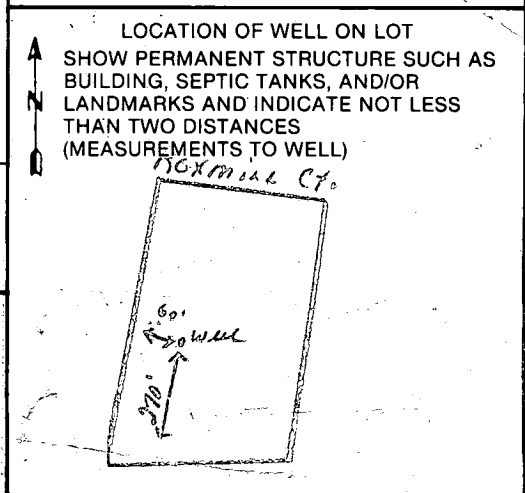 LOCATION OF WELL ON LOT
SHOW PERMANENT STRUCTURE SUCH AS
BUILDING, SEPTIC TANKS, AND/OR
N LANDMARKS AND INDICATE NOT LESS
THAN TWO DISTANCES
(MEASUREMENTS TO WELL)
Ct.
60'
Well
270'